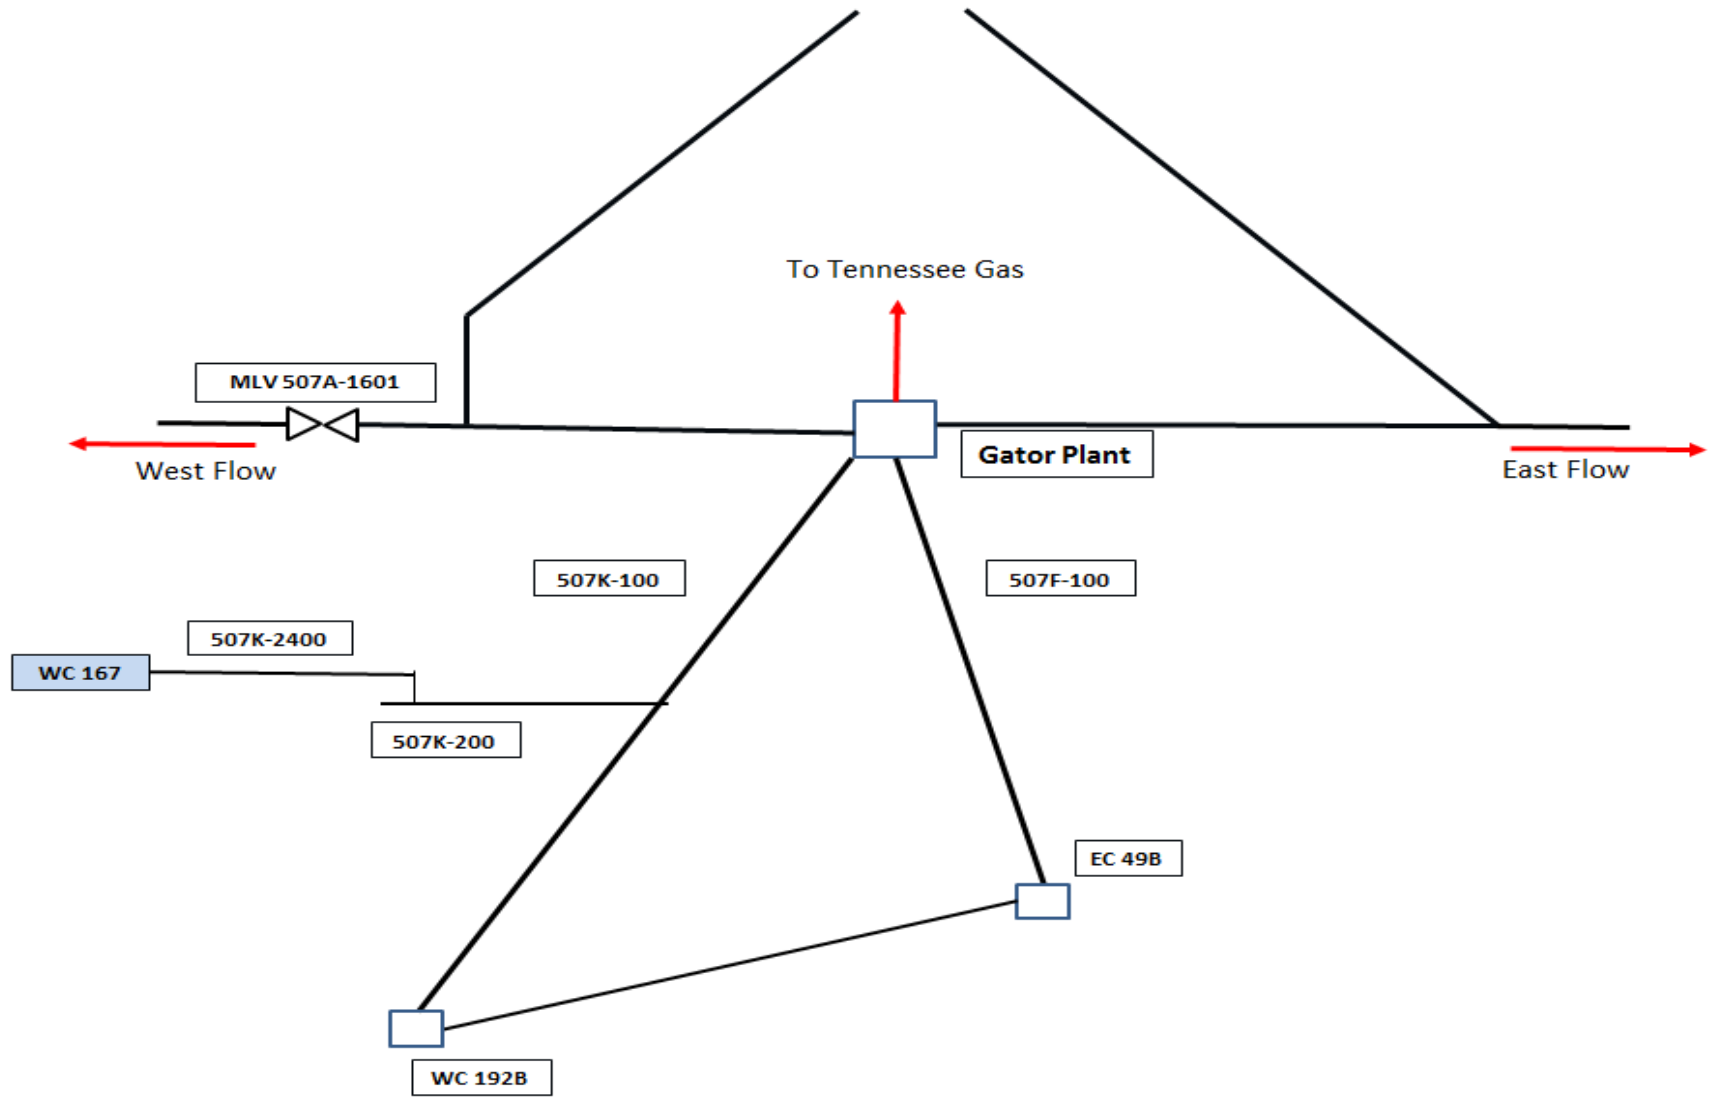 To Tennessee Gas
MLV 507A-1601
West Flow
Gator Plant
East Flow
507K-100
507F-100
507K-2400
WC 167
507K-200
EC 49B
WC 192B